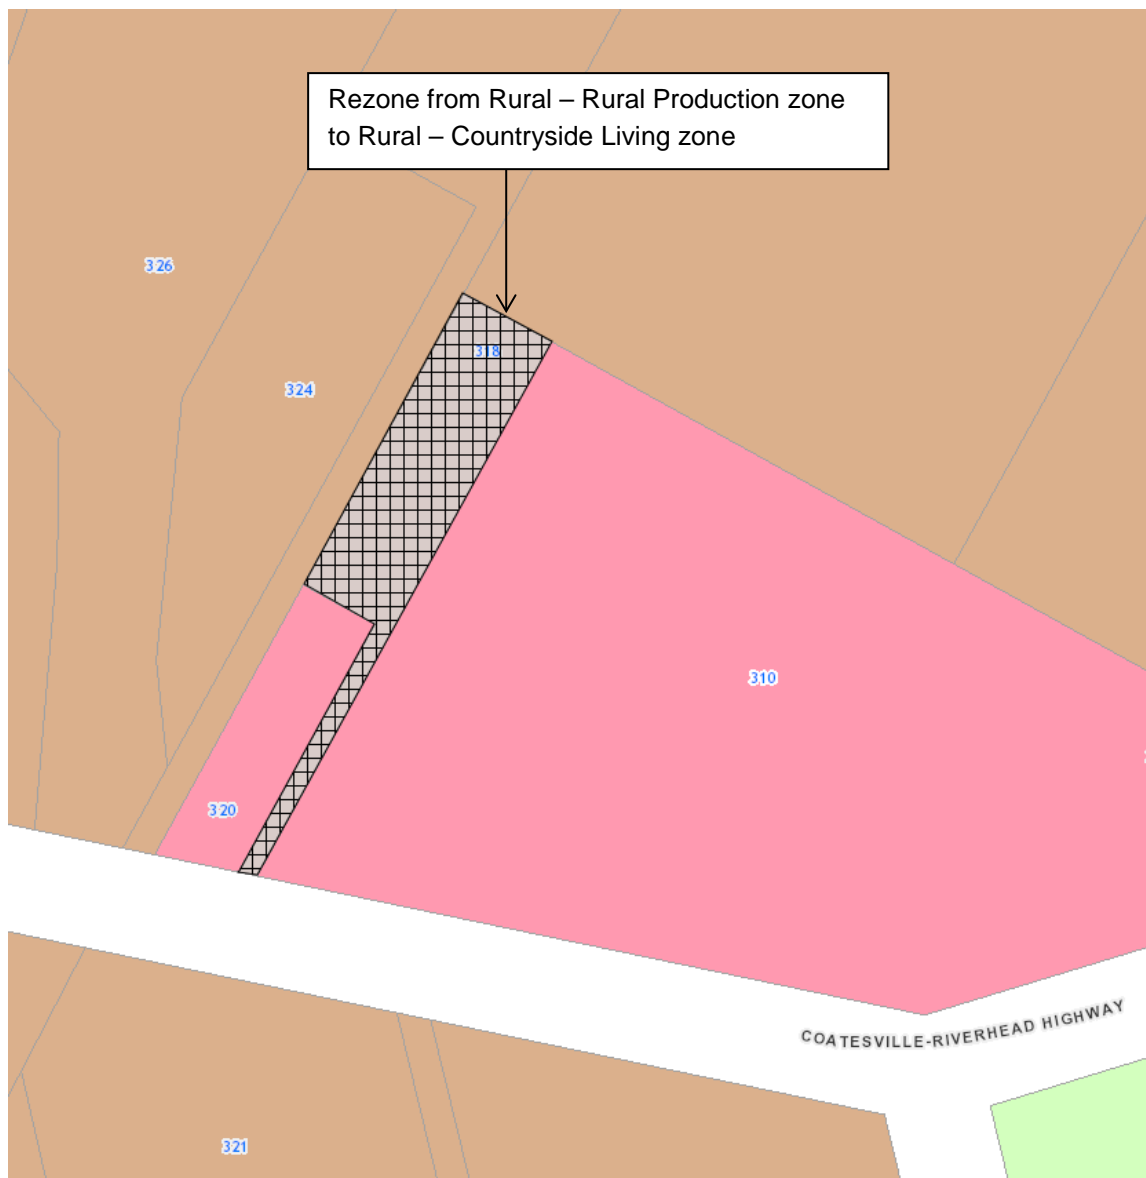 Rezone from Rural – Rural Production zone
to Rural – Countryside Living zone
326
318
324
310
320
COATESVILLE-RIVERHEAD HIGHWAY
321